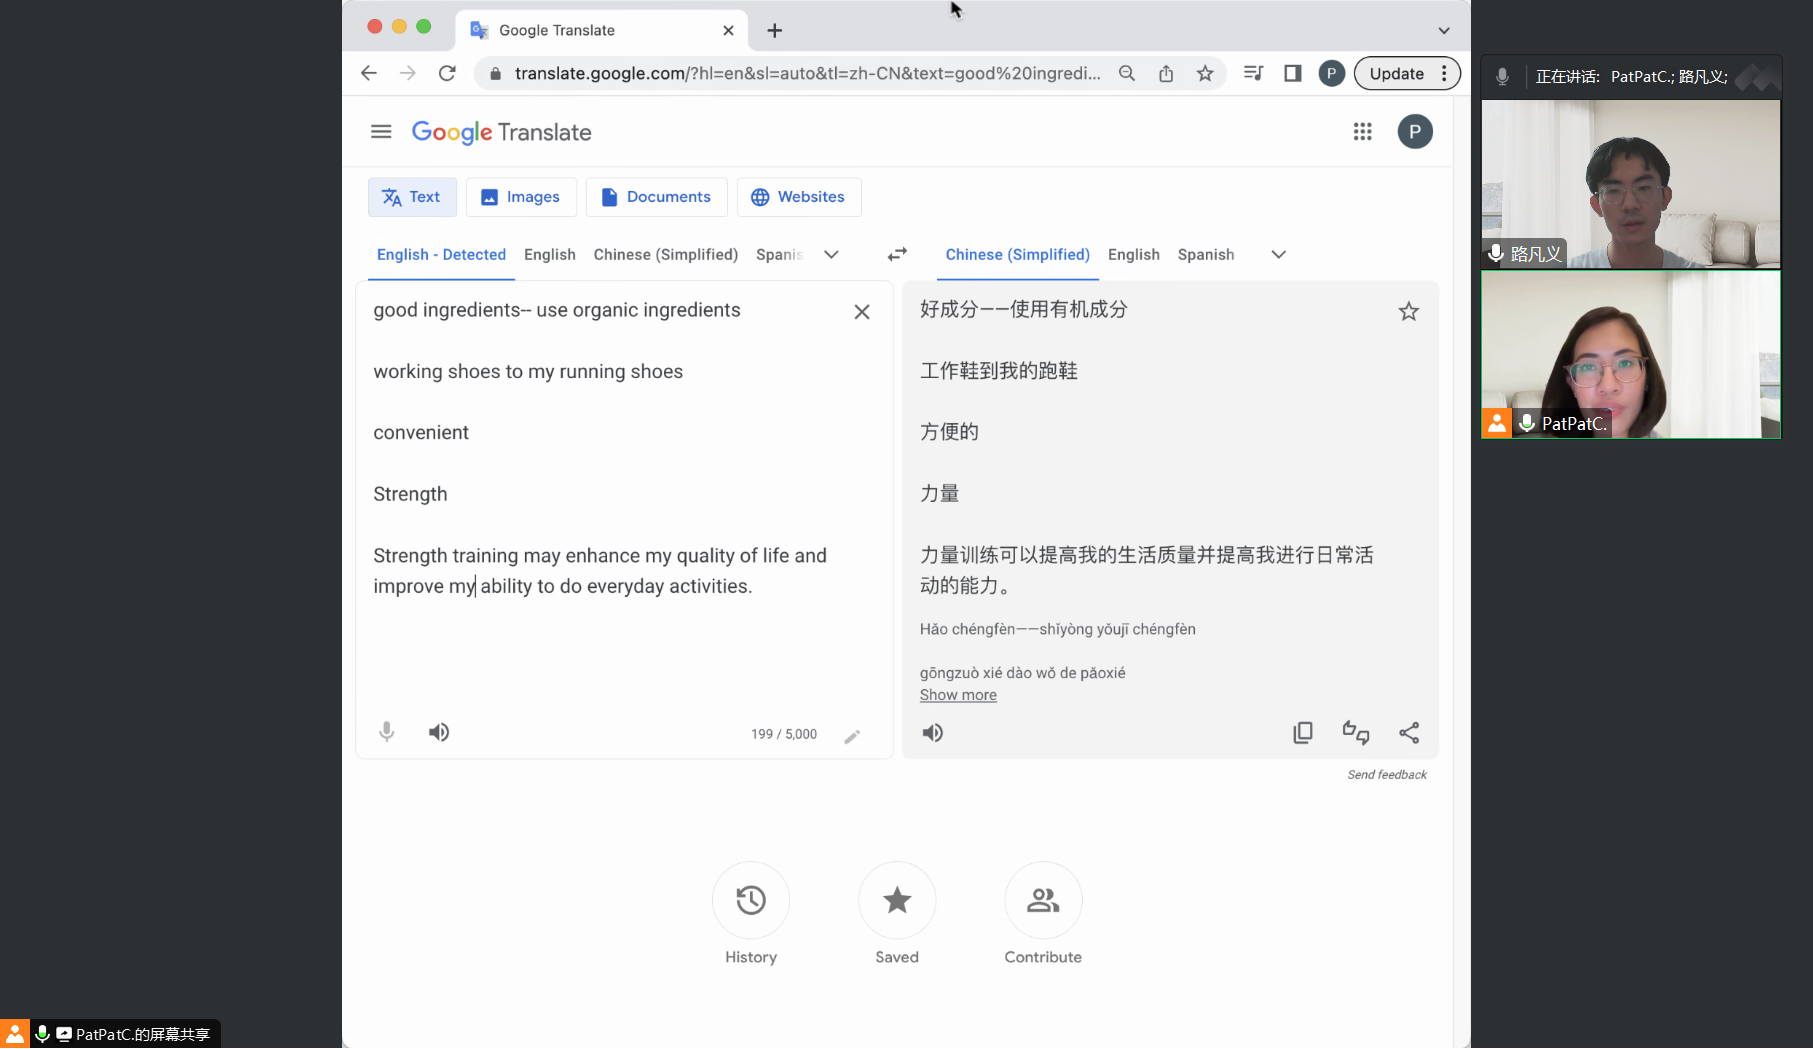 Google Translate
translate.google.com/?hl=en&sl=auto&tl=zh-CN&text=good%20ingredi...
P
Update
Google Translate
P
Text
Images
Documents
Websites
English - Detected
English
Chinese (Simplified)
Spanis
Chinese (Simplified)
English
Spanish
good ingredients-- use organic ingredients
working shoes to my running shoes
convenient
Strength
Strength training may enhance my quality of life and
improve my ability to do everyday activities.
199 / 5,000
好成分——使用有机成分
工作鞋到我的跑鞋
方便的
力量
力量训练可以提高我的生活质量并提高我进行日常活
动的能力。
Hǎo chéngfèn——shǐyòng yǒujī chéngfèn
gōngzuò xié dào wǒ de pǎoxié
Show more
Send feedback
History
Saved
Contribute
正在讲话: PatPatC.; 路凡义;
路凡义
PatPatC.
PatPatC.的屏幕共享